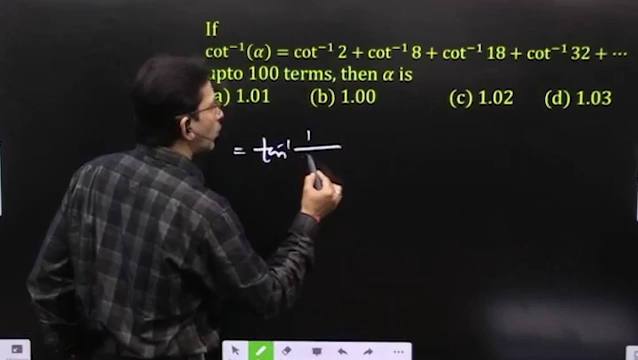 If
cot⁻¹(α) = cot⁻¹ 2 + cot⁻¹ 8 + cot⁻¹ 18 + cot⁻¹ 32 + ⋯
upto 100 terms, then α is
a) 1.01 (b) 1.00 (c) 1.02 (d) 1.03
= tan⁻¹ 1